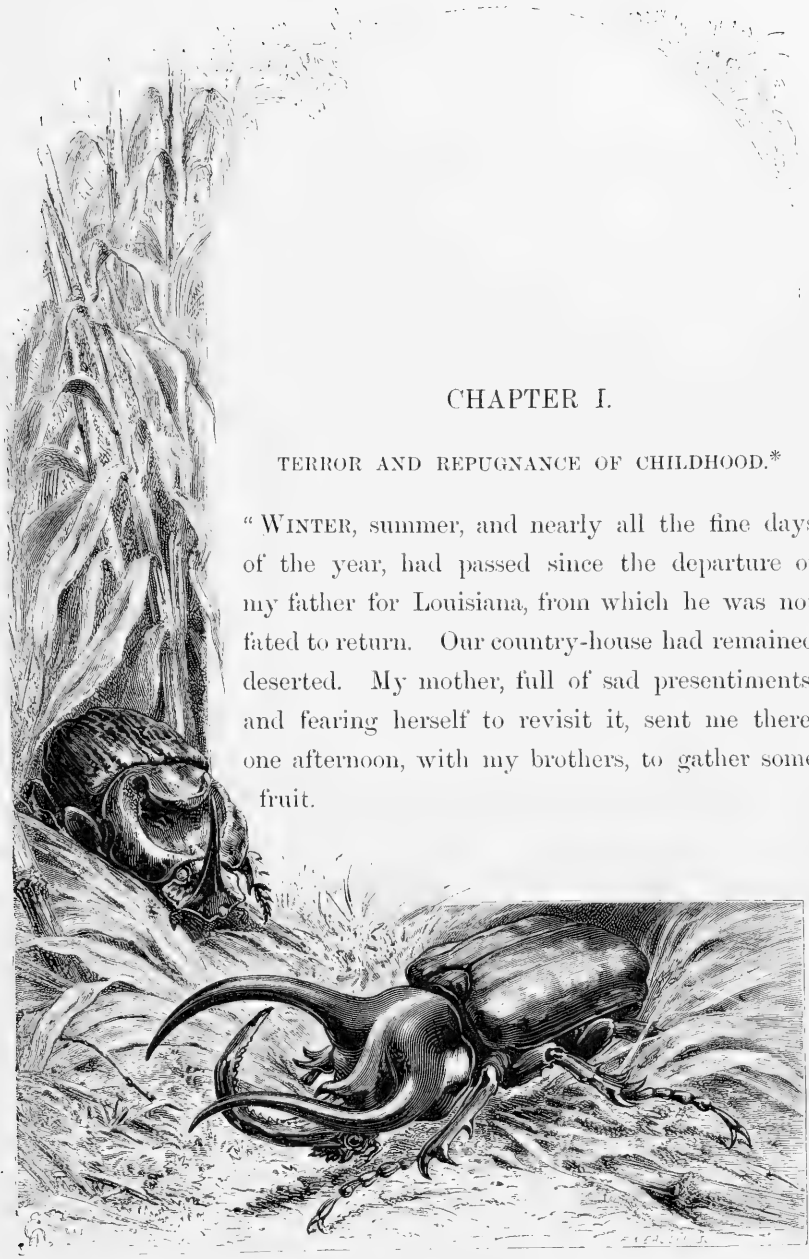 CHAPTER I.
TERROR AND REPUGNANCE OF CHILDHOOD.*
“ WINTER, summer, and nearly all the fine days
of the year, had passed since the departure o
my father for Louisiana, from which he was no
fated to return. Our country-house had remained
deserted. My mother, full of sad presentiments
and fearing herself to revisit it, sent me there
one afternoon, with my brothers, to gather some
fruit.